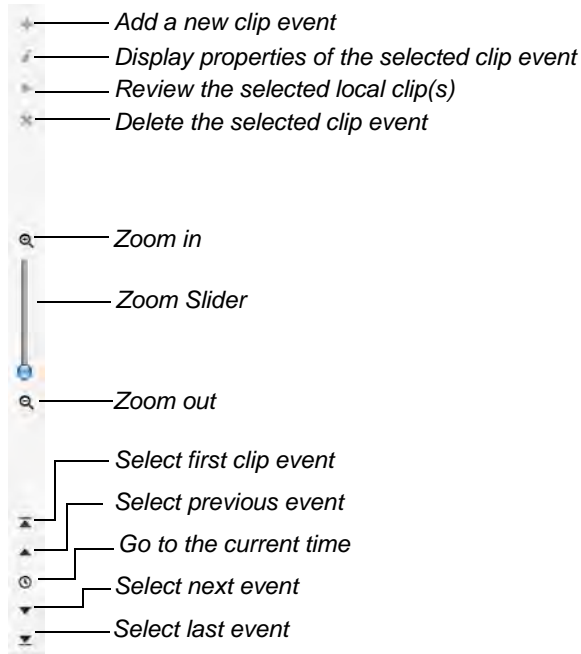 Add a new clip event
Display properties of the selected clip event
Review the selected local clip(s)
Delete the selected clip event
Zoom in
Zoom Slider
Zoom out
Select first clip event
Select previous event
Go to the current time
Select next event
Select last event